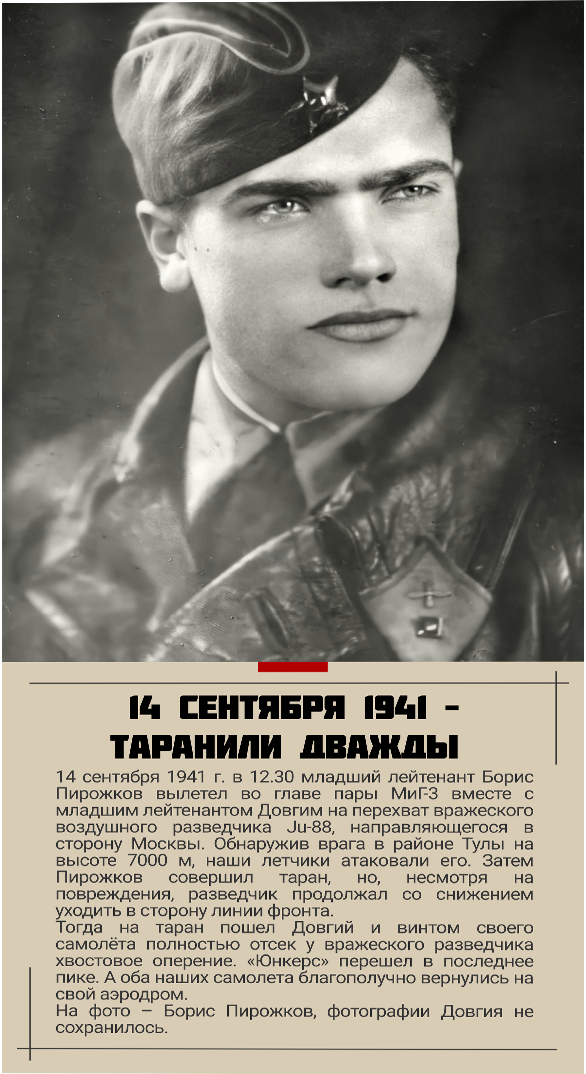 14 СЕНТЯБРЯ 1941 –
ТАРАНИЛИ ДВАЖДЫ
14 сентября 1941 г. в 12.30 младший лейтенант Борис
Пирожков вылетел во главе пары МиГ-3 вместе с
младшим лейтенантом Довгим на перехват вражеского
воздушного разведчика Ju-88, направляющегося в
сторону Москвы. Обнаружив врага в районе Тулы на
высоте 7000 м, наши летчики атаковали его. Затем
Пирожков совершил таран, но, несмотря на
повреждения, разведчик продолжал со снижением
уходить в сторону линии фронта.
Тогда на таран пошел Довгий и винтом своего
самолёта полностью отсек у вражеского разведчика
хвостовое оперение. «Юнкерс» перешел в последнее
пике. А оба наших самолета благополучно вернулись на
свой аэродром.
На фото – Борис Пирожков, фотографии Довгия не
сохранилось.